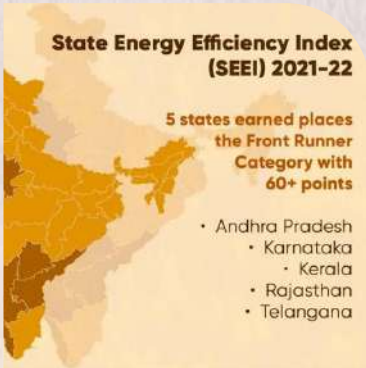 State Energy Efficiency Index
(SEEI) 2021-22
5 states earned places
the Front Runner
Category with
60+ points
• Andhra Pradesh
• Karnataka
• Kerala
• Rajasthan
• Telangana